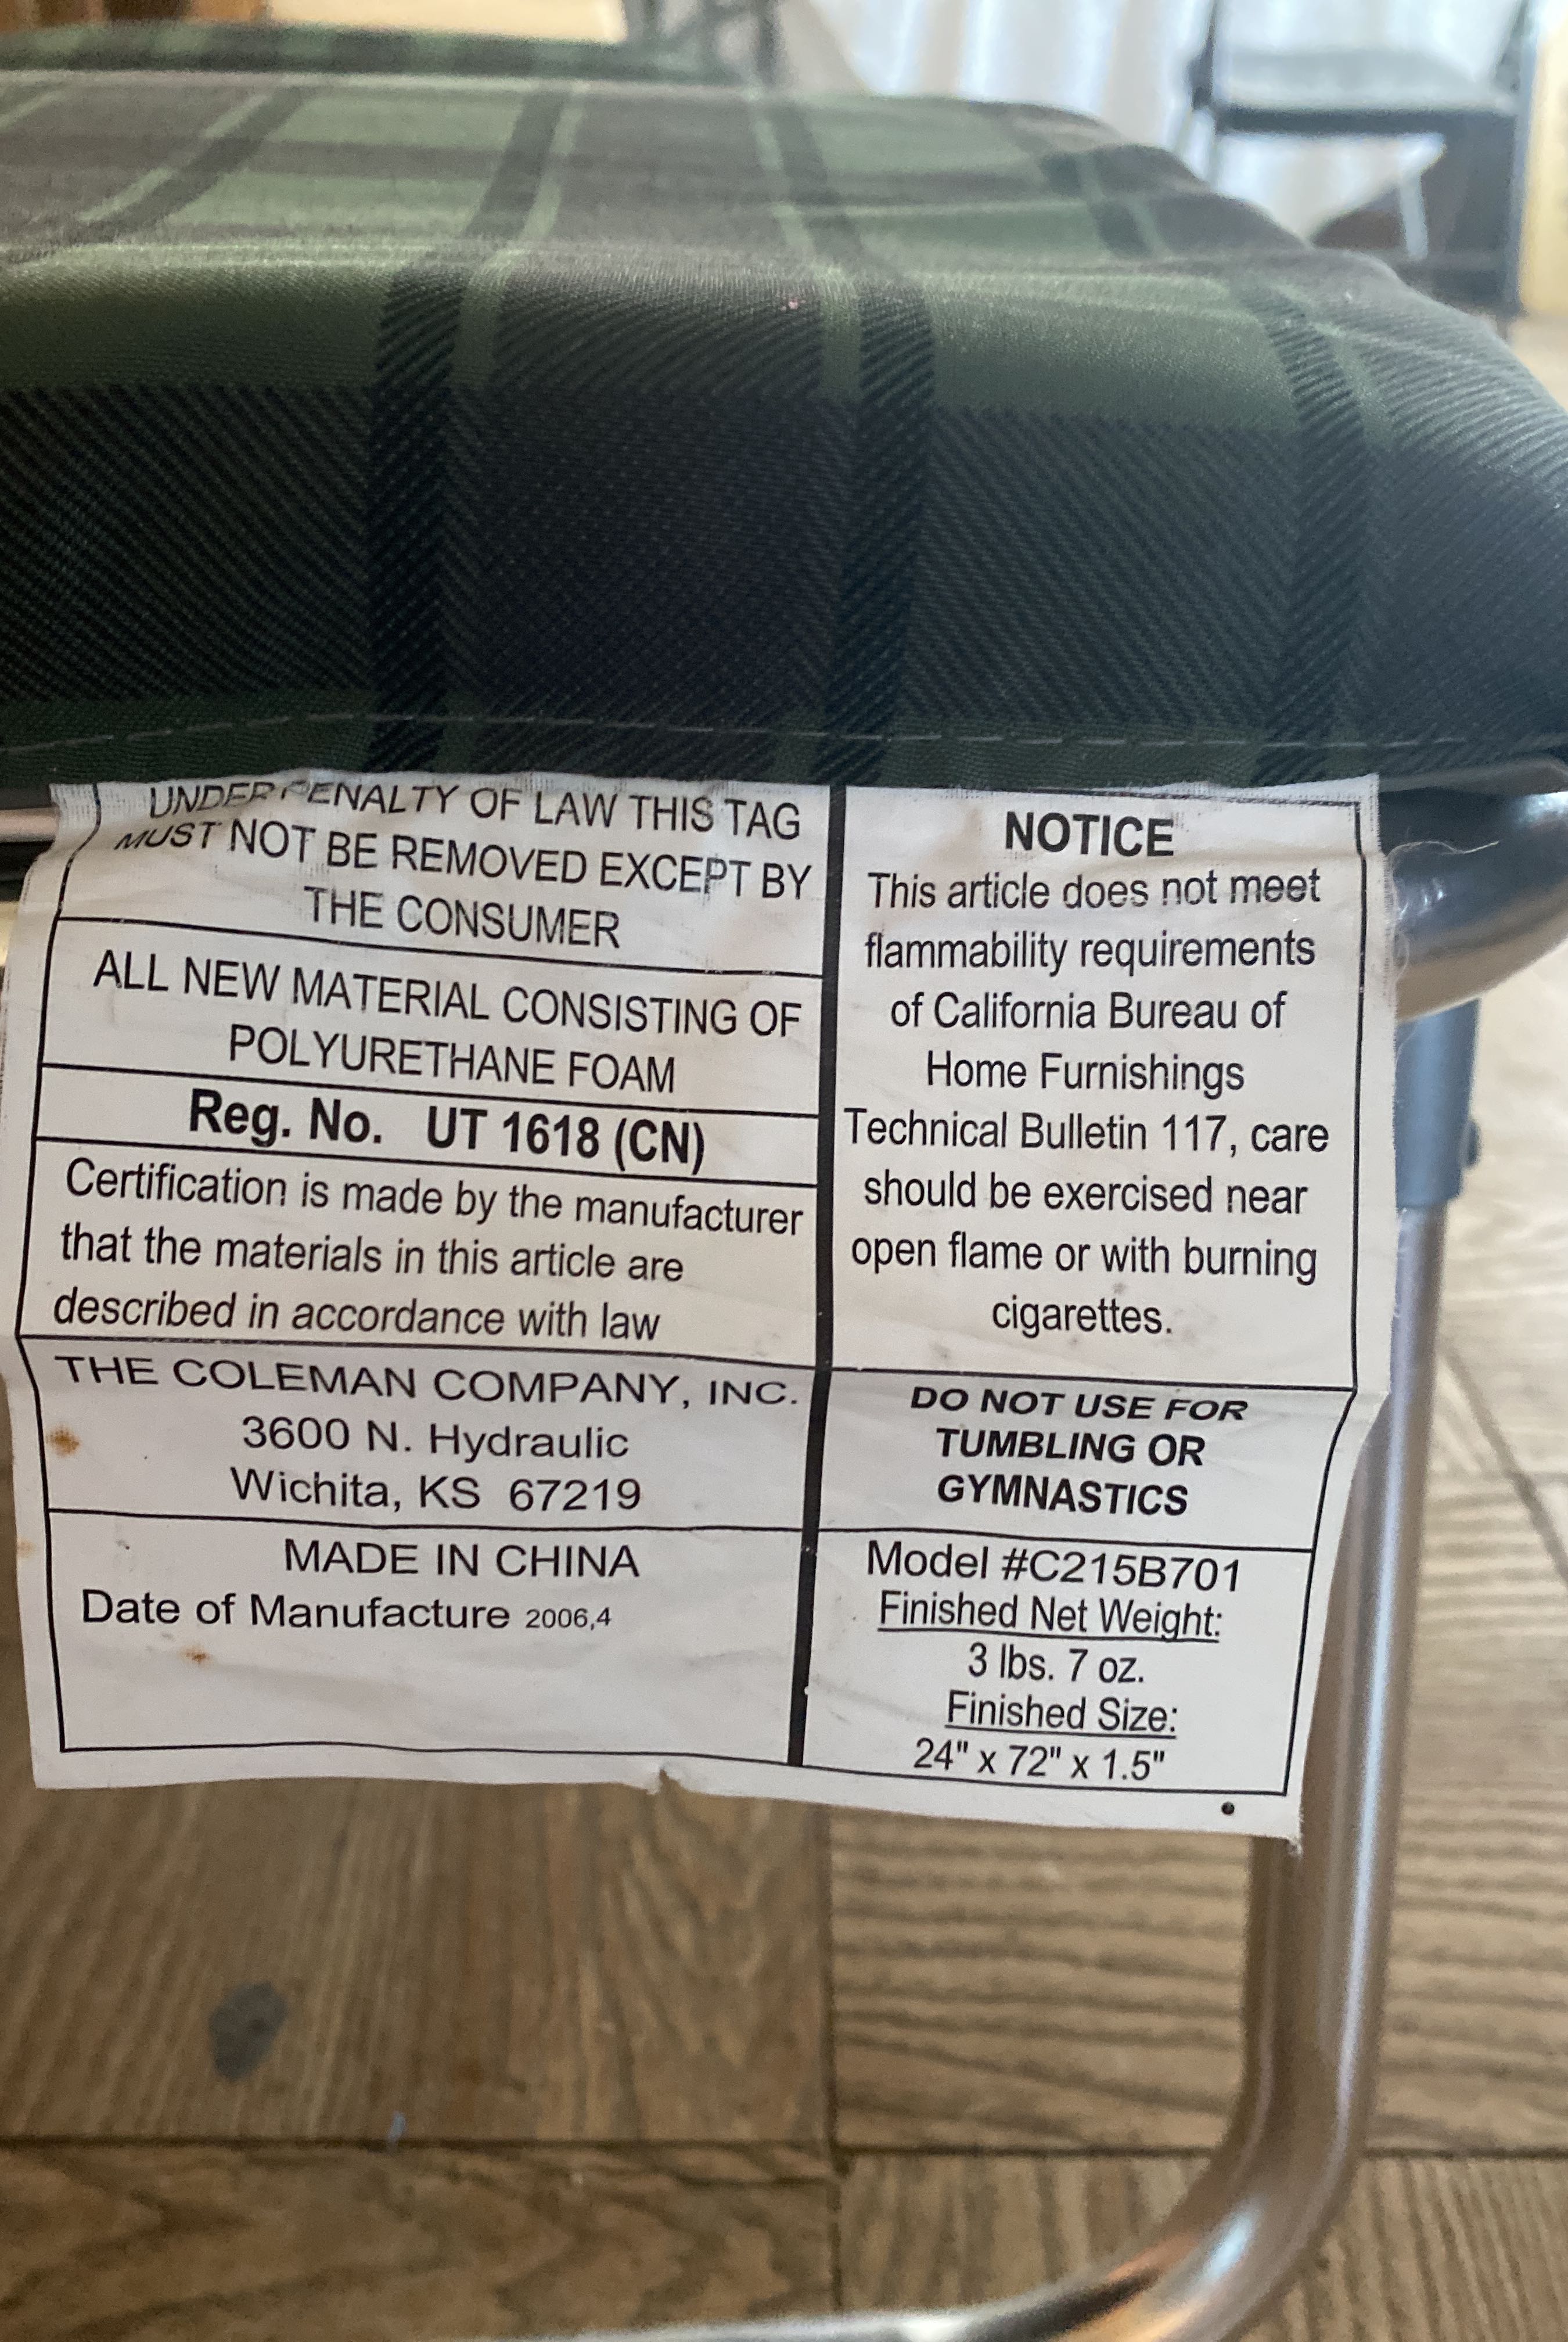 UNDER PENALTY OF LAW THIS TAG
MUST NOT BE REMOVED EXCEPT BY
THE CONSUMER
ALL NEW MATERIAL CONSISTING OF
POLYURETHANE FOAM
Reg. No. UT 1618 (CN)
Certification is made by the manufacturer
that the materials in this article are
described in accordance with law
THE COLEMAN COMPANY, INC.
3600 N. Hydraulic
Wichita, KS 67219
MADE IN CHINA
Date of Manufacture 2006,4
NOTICE
This article does not meet
flammability requirements
of California Bureau of
Home Furnishings
Technical Bulletin 117, care
should be exercised near
open flame or with burning
cigarettes.
DO NOT USE FOR
TUMBLING OR
GYMNASTICS
Model #C215B701
Finished Net Weight:
3 lbs. 7 oz.
Finished Size:
24" x 72" x 1.5"